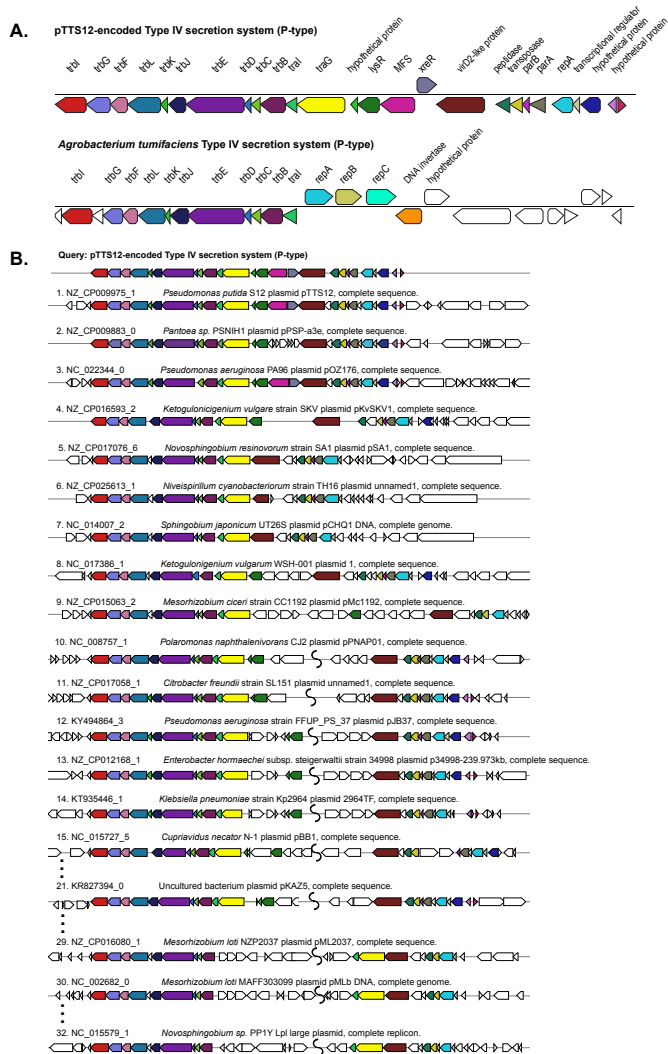 A.
pTTS12-encoded Type IV secretion system (P-type)
trbI
trbG
trbF
trbL
trbK
trbJ
trbE
trbD
trbC
trbB
traI
traG
hypothetical protein
lysR
MFS
xreR
virD2-like protein
peptidase
transposase
parB
parA
repA
transcriptional regulator
hypothetical protein
hypothetical protein
Agrobacterium tumifaciens Type IV secretion system (P-type)
trbI
trbG
trbF
trbL
trbK
trbJ
trbE
trbD
trbC
trbB
traI
repA
repB
repC
DNA invertase
hypothetical protein
B.
Query: pTTS12-encoded Type IV secretion system (P-type)
1. NZ_CP009975_1 Pseudomonas putida S12 plasmid pTTS12, complete sequence.
2. NZ_CP009883_0 Pantoea sp. PSNIH1 plasmid pPSP-a3e, complete sequence.
3. NC_022344_0 Pseudomonas aeruginosa PA96 plasmid pOZ176, complete sequence.
4. NZ_CP016593_2 Ketogulonicigenium vulgare strain SKV plasmid pKvSKV1, complete sequence.
5. NZ_CP017076_6 Novosphingobium resinovorum strain SA1 plasmid pSA1, complete sequence.
6. NZ_CP025613_1 Niveispirillum cyanobacteriorum strain TH16 plasmid unnamed1, complete sequence.
7. NC_014007_2 Sphingobium japonicum UT26S plasmid pCHQ1 DNA, complete genome.
8. NC_017386_1 Ketogulonigenium vulgarum WSH-001 plasmid 1, complete sequence.
9. NZ_CP015063_2 Mesorhizobium ciceri strain CC1192 plasmid pMc1192, complete sequence.
10. NC_008757_1 Polaromonas naphthalenivorans CJ2 plasmid pPNAP01, complete sequence.
11. NZ_CP017058_1 Citrobacter freundii strain SL151 plasmid unnamed1, complete sequence.
12. KY494864_3 Pseudomonas aeruginosa strain FFUP_PS_37 plasmid pJB37, complete sequence.
13. NZ_CP012168_1 Enterobacter hormaechei subsp. steigerwaltii strain 34998 plasmid p34998-239.973kb, complete sequence.
14. KT935446_1 Klebsiella pneumoniae strain Kp2964 plasmid 2964TF, complete sequence.
15. NC_015727_5 Cupriavidus necator N-1 plasmid pBB1, complete sequence.
21. KR827394_0 Uncultured bacterium plasmid pKAZ5, complete sequence.
29. NZ_CP016080_1 Mesorhizobium loti NZP2037 plasmid pML2037, complete sequence.
30. NC_002682_0 Mesorhizobium loti MAFF303099 plasmid pMLb DNA, complete genome.
32. NC_015579_1 Novosphingobium sp. PP1Y Lpl large plasmid, complete replicon.